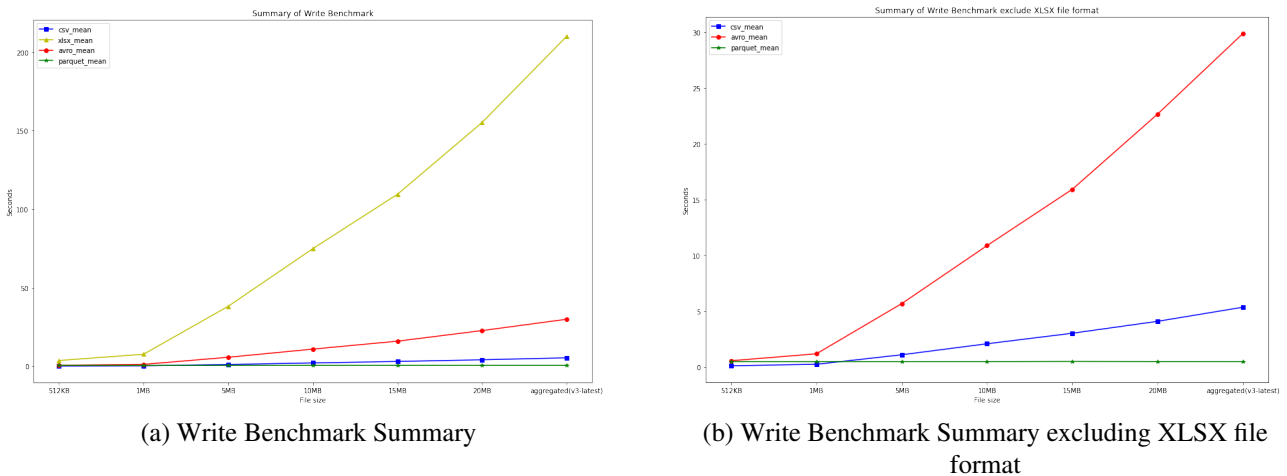 Summary of Write Benchmark
csv_mean
xlsx_mean
avro_mean
parquet_mean
200
150
100
50
0
Seconds
512KB
1MB
5MB
10MB
15MB
20MB
aggregated(v3-latest)
File size
(a) Write Benchmark Summary
Summary of Write Benchmark exclude XLSX file format
csv_mean
avro_mean
parquet_mean
30
25
20
15
10
5
0
Seconds
512KB
1MB
5MB
10MB
15MB
20MB
aggregated(v3-latest)
File size
(b) Write Benchmark Summary excluding XLSX file
format